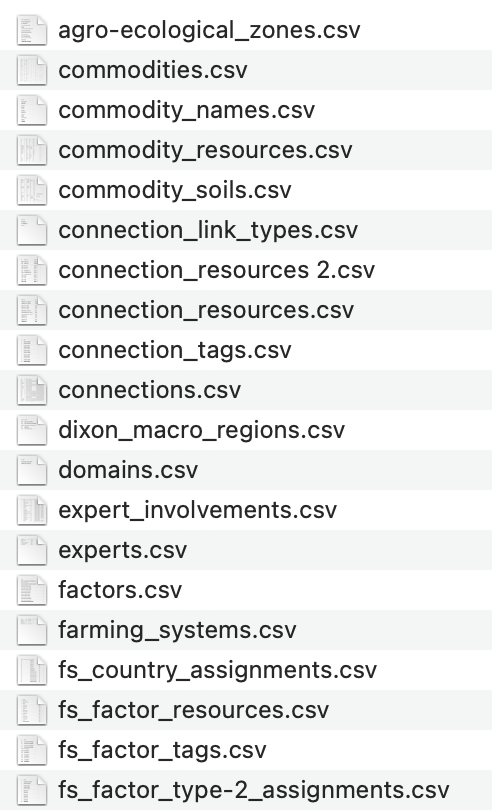 agro-ecological_zones.csv
commodities.csv
commodity_names.csv
commodity_resources.csv
commodity_soils.csv
connection_link_types.csv
connection_resources 2.csv
connection_resources.csv
connection_tags.csv
connections.csv
dixon_macro_regions.csv
domains.csv
expert_involvements.csv
experts.csv
factors.csv
farming_systems.csv
fs_country_assignments.csv
fs_factor_resources.csv
fs_factor_tags.csv
fs_factor_type-2_assignments.csv